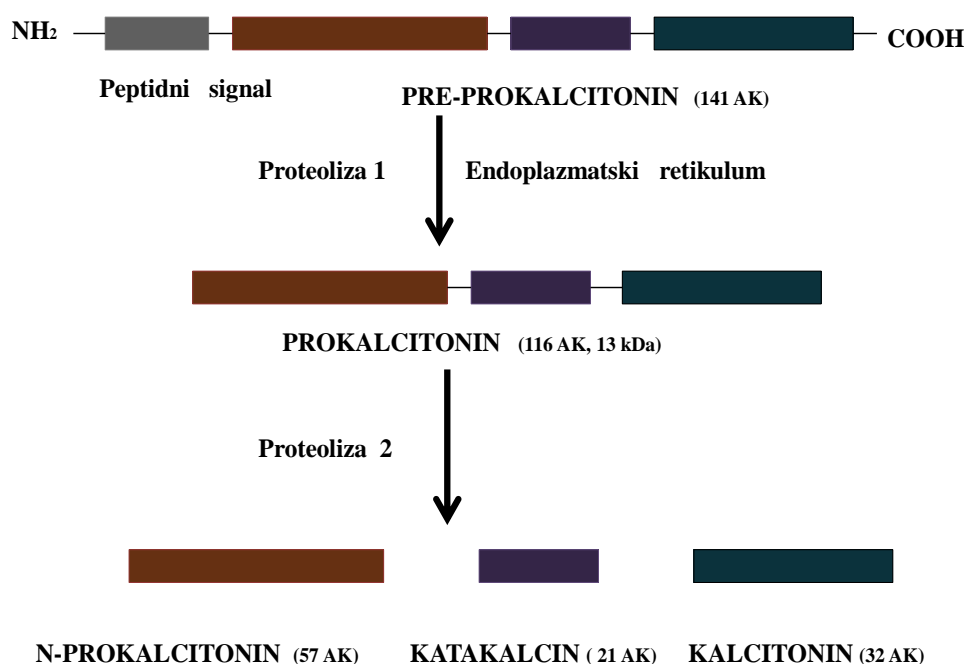 NH₂
COOH
Peptidni signal
PRE-PROKALCITONIN (141 AK)
Proteoliza 1 Endoplazmatski retikulum
PROKALCITONIN (116 AK, 13 kDa)
Proteoliza 2
N-PROKALCITONIN (57 AK) KATAKALCIN ( 21 AK) KALCITONIN (32 AK)